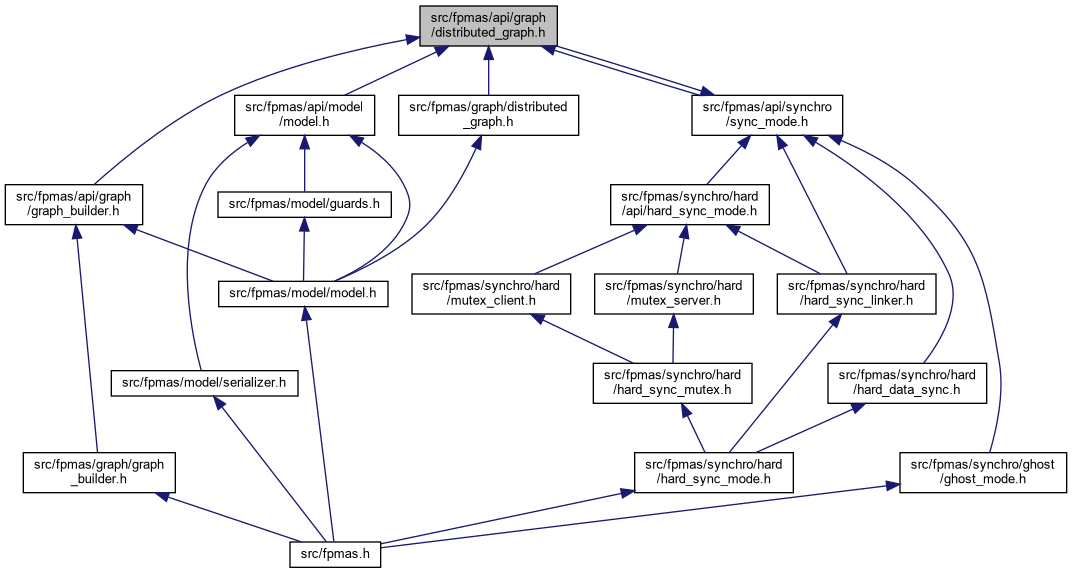 src/fpmas/api/graph
/distributed_graph.h
src/fpmas/api/model
/model.h
src/fpmas/graph/distributed
_graph.h
src/fpmas/api/synchro
/sync_mode.h
src/fpmas/api/graph
/graph_builder.h
src/fpmas/model/guards.h
src/fpmas/synchro/hard
/api/hard_sync_mode.h
src/fpmas/model/model.h
src/fpmas/synchro/hard
/mutex_client.h
src/fpmas/synchro/hard
/mutex_server.h
src/fpmas/synchro/hard
/hard_sync_linker.h
src/fpmas/model/serializer.h
src/fpmas/synchro/hard
/hard_sync_mutex.h
src/fpmas/synchro/hard
/hard_data_sync.h
src/fpmas/graph/graph
_builder.h
src/fpmas/synchro/hard
/hard_sync_mode.h
src/fpmas/synchro/ghost
/ghost_mode.h
src/fpmas.h